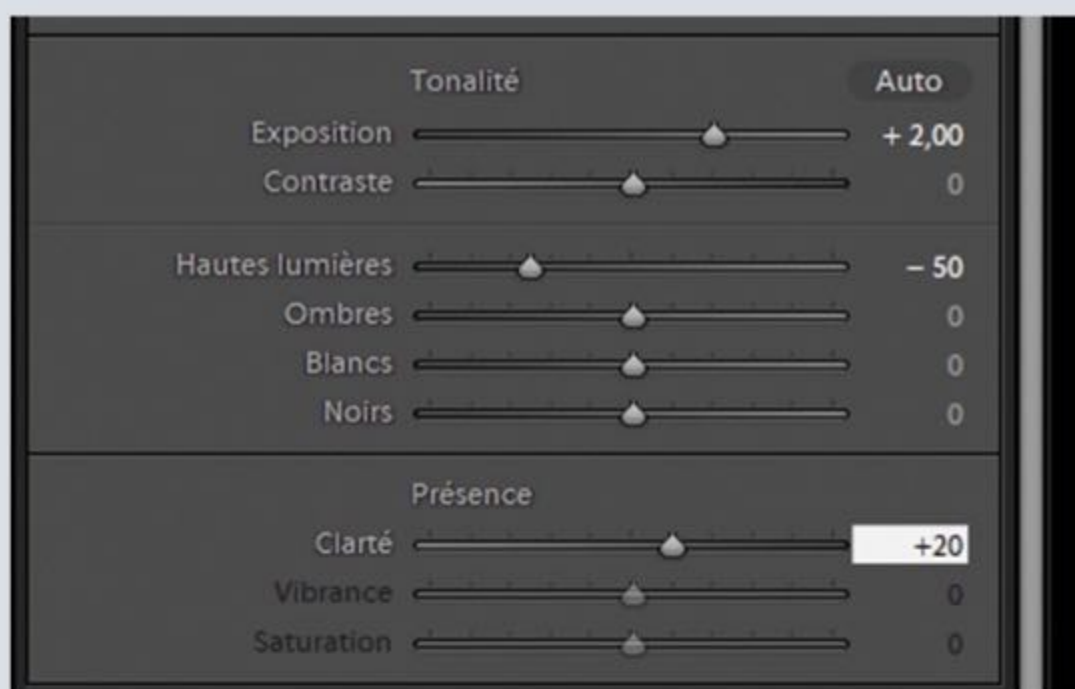 Tonalité Auto
Exposition + 2,00
Contraste 0
Hautes lumières – 50
Ombres 0
Blancs 0
Noirs 0
Présence
Clarté +20
Vibrance 0
Saturation 0